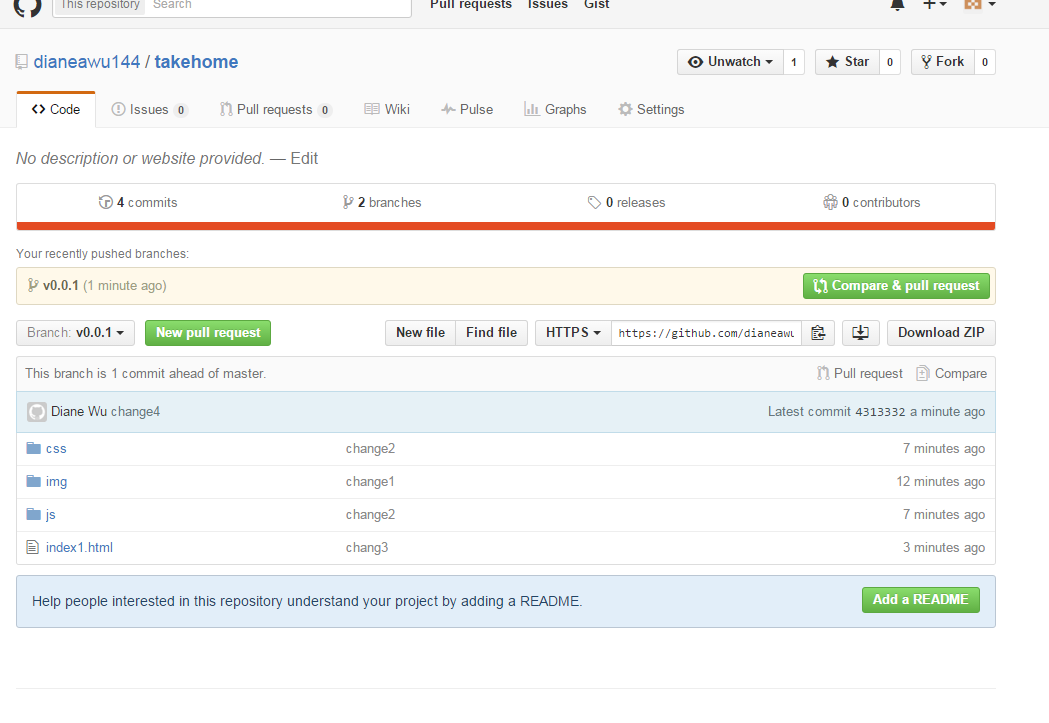 This repository Search Pull requests Issues Gist
dianeawu144 / takehome Unwatch 1 Star 0 Fork 0
Code Issues 0 Pull requests 0 Wiki Pulse Graphs Settings
No description or website provided. — Edit
4 commits 2 branches 0 releases 0 contributors
Your recently pushed branches:
v0.0.1 (1 minute ago) Compare & pull request
Branch: v0.0.1 New pull request New file Find file HTTPS https://github.com/dianeawu Download ZIP
This branch is 1 commit ahead of master. Pull request Compare
Diane Wu change4 Latest commit 4313332 a minute ago
css change2 7 minutes ago
img change1 12 minutes ago
js change2 7 minutes ago
index1.html chang3 3 minutes ago
Help people interested in this repository understand your project by adding a README. Add a README